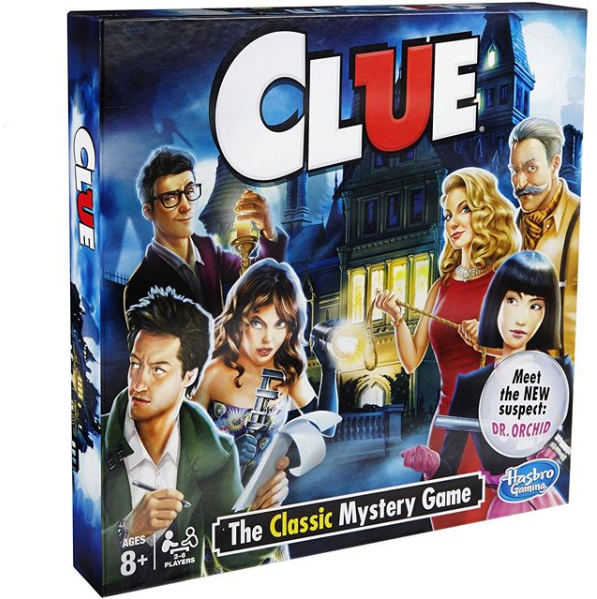 CLUE
CLUE
Meet
the NEW
suspect:
DR. ORCHID
Hasbro
Gaming
The Classic Mystery Game
AGES
8+
2-6
PLAYERS